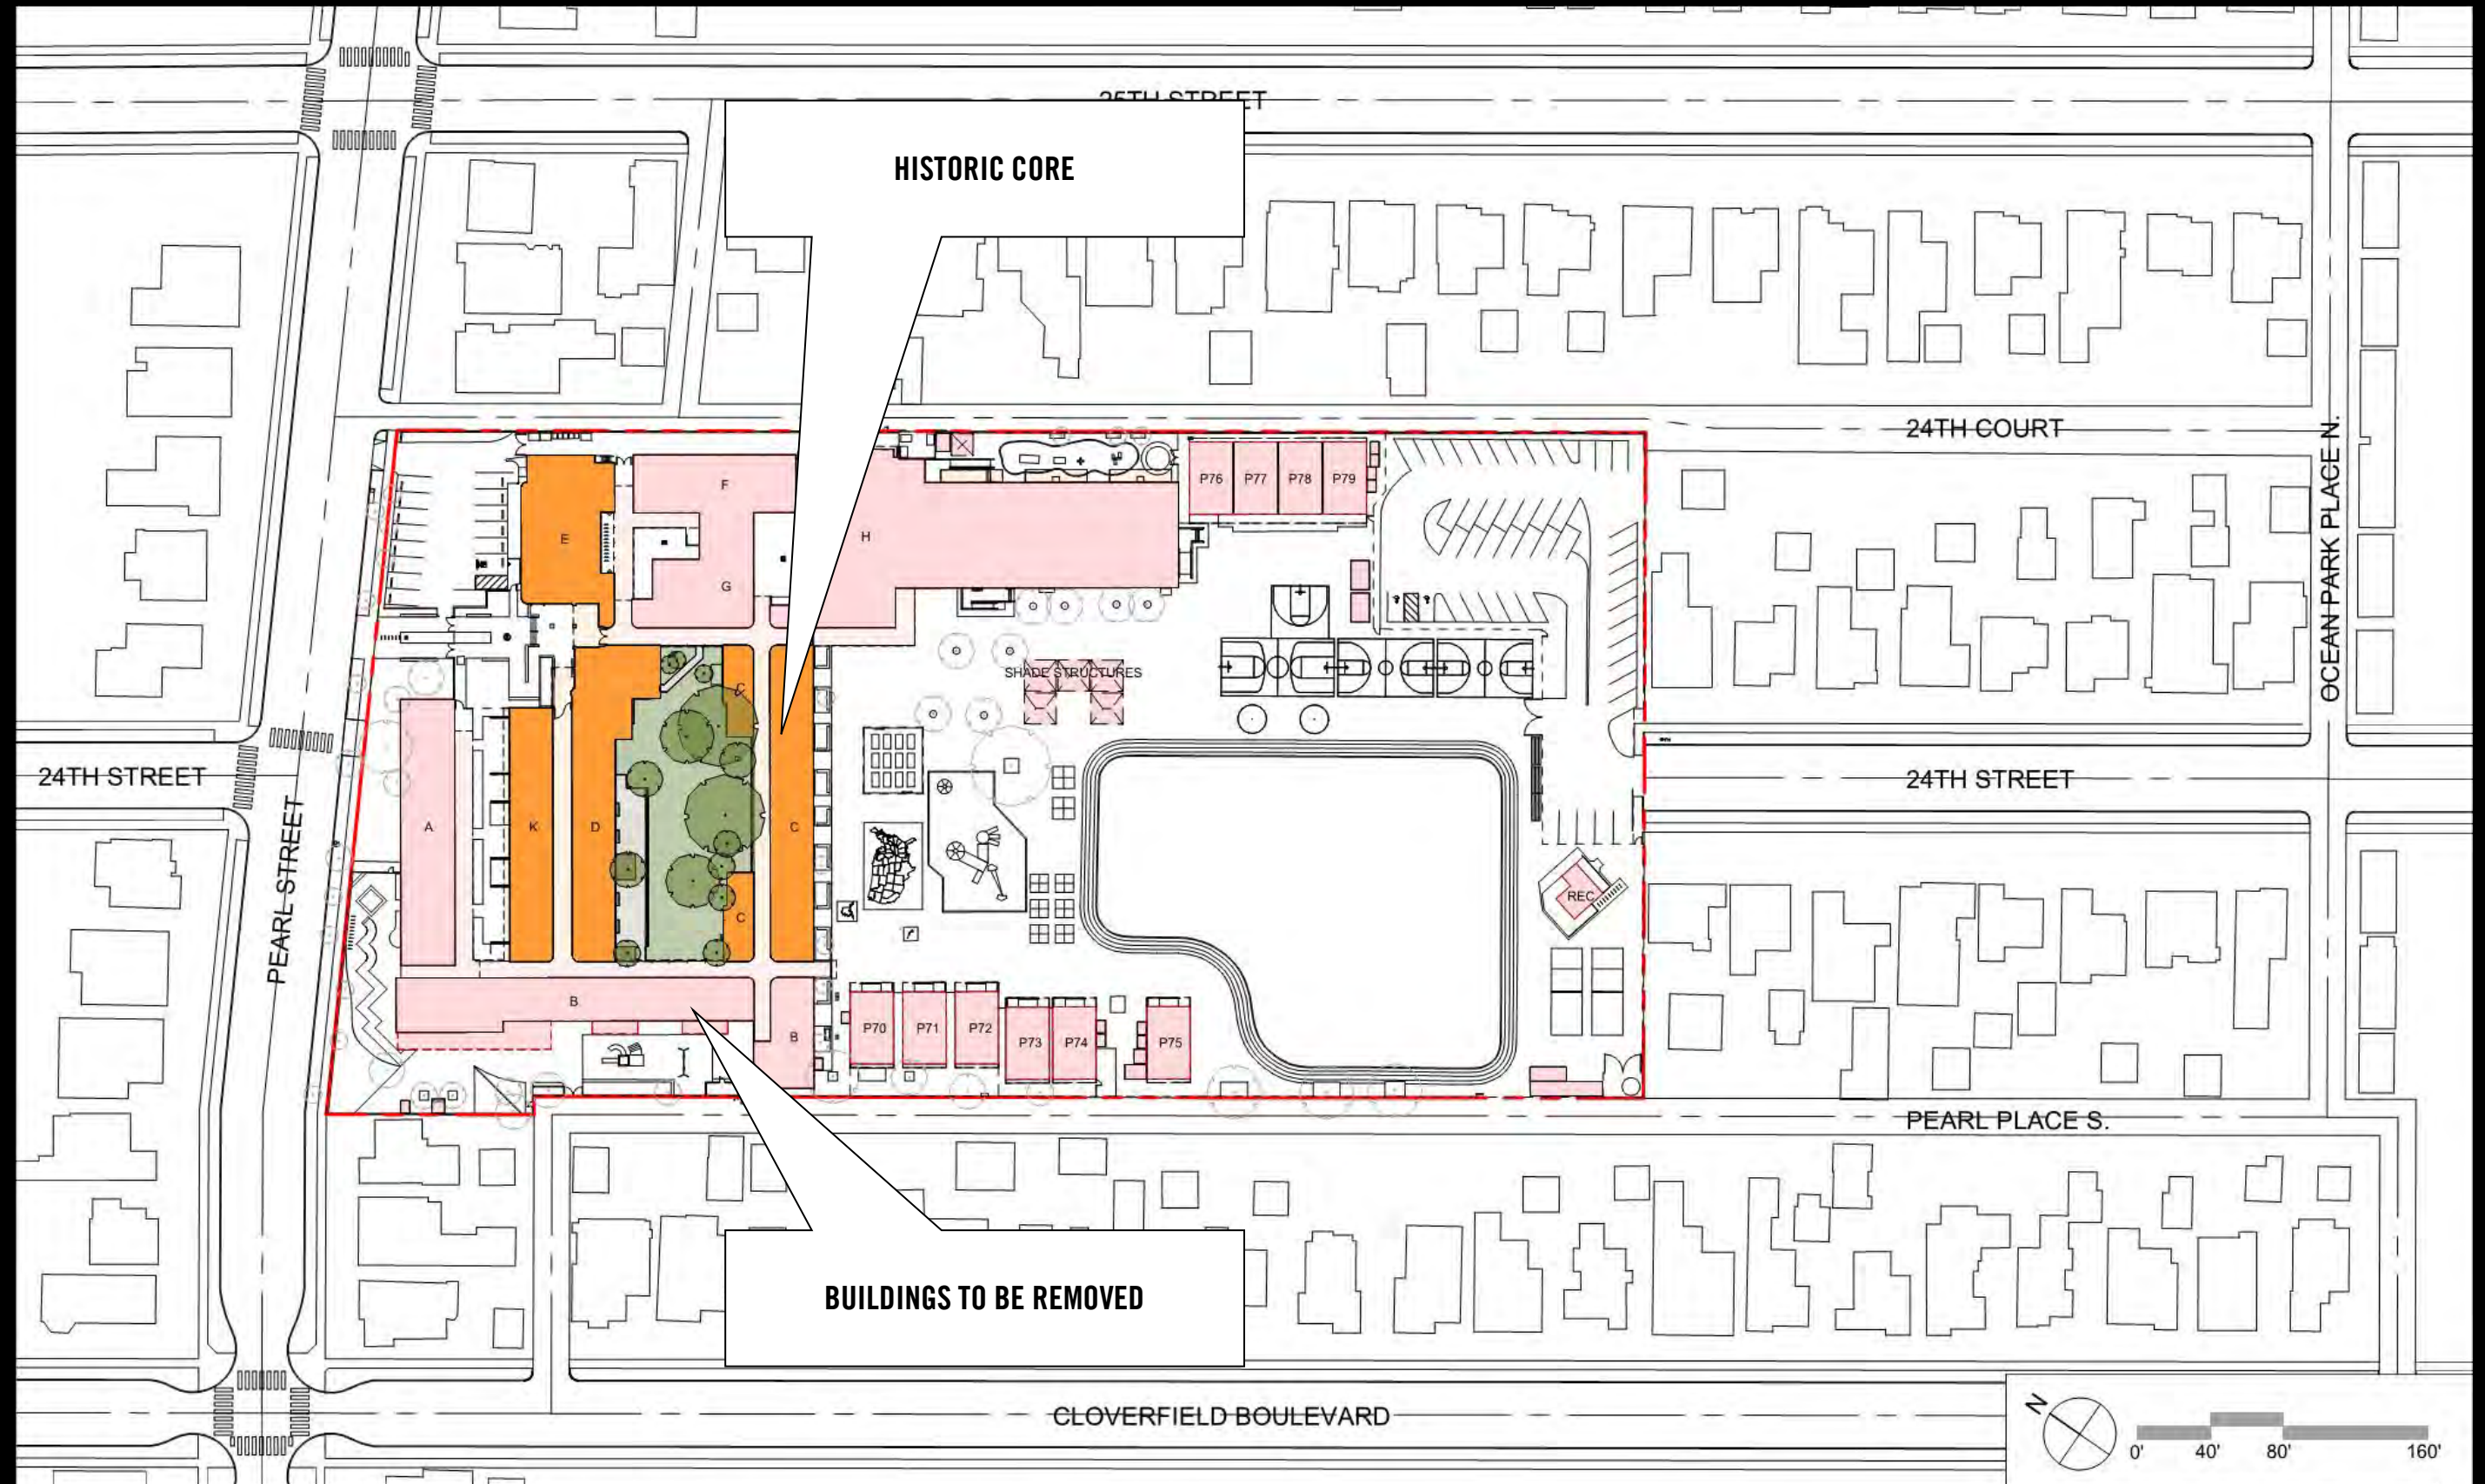 25TH STREET
HISTORIC CORE
24TH COURT
OCEAN PARK PLACE N.
F
P76
P77
P78
P79
E
H
G
SHADE STRUCTURES
C
24TH STREET
24TH STREET
PEARL STREET
A
K
D
C
REC
C
B
B
P70
P71
P72
P73
P74
P75
PEARL PLACE S.
BUILDINGS TO BE REMOVED
CLOVERFIELD BOULEVARD
N
0'
40'
80'
160'